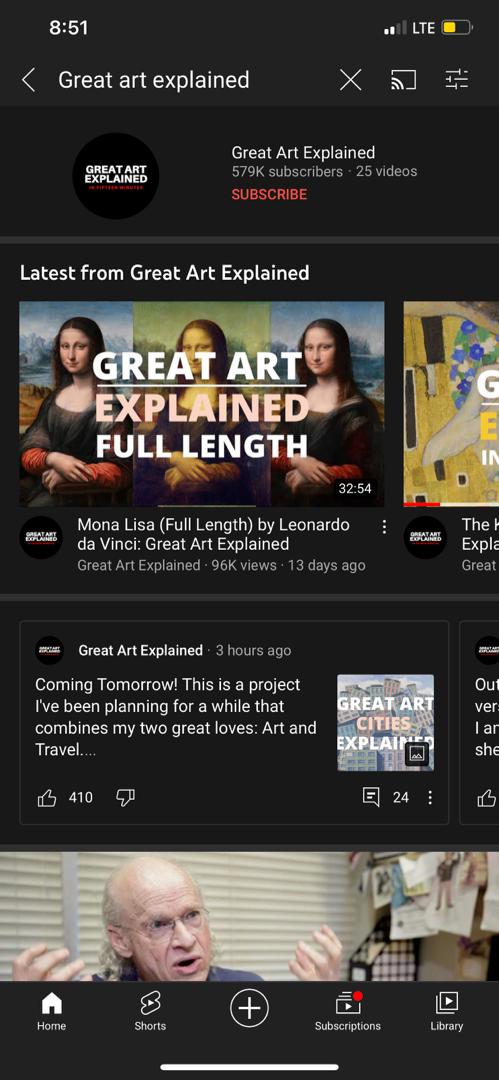 8:51
LTE
Great art explained
GREAT ART
EXPLAINED
IN FIFTEEN MINUTES
Great Art Explained
579K subscribers · 25 videos
SUBSCRIBE
Latest from Great Art Explained
GREAT ART
EXPLAINED
FULL LENGTH
32:54
G
E
IN
GREAT ART
EXPLAINED
Mona Lisa (Full Length) by Leonardo
da Vinci: Great Art Explained
Great Art Explained · 96K views · 13 days ago
GREAT ART
EXPLAINED
The K
Expla
Great
Great Art Explained · 3 hours ago
Coming Tomorrow! This is a project
I've been planning for a while that
combines my two great loves: Art and
Travel....
GREAT ART
CITIES
EXPLAINED
410
24
Out
vers
I an
she
Home
Shorts
Subscriptions
Library